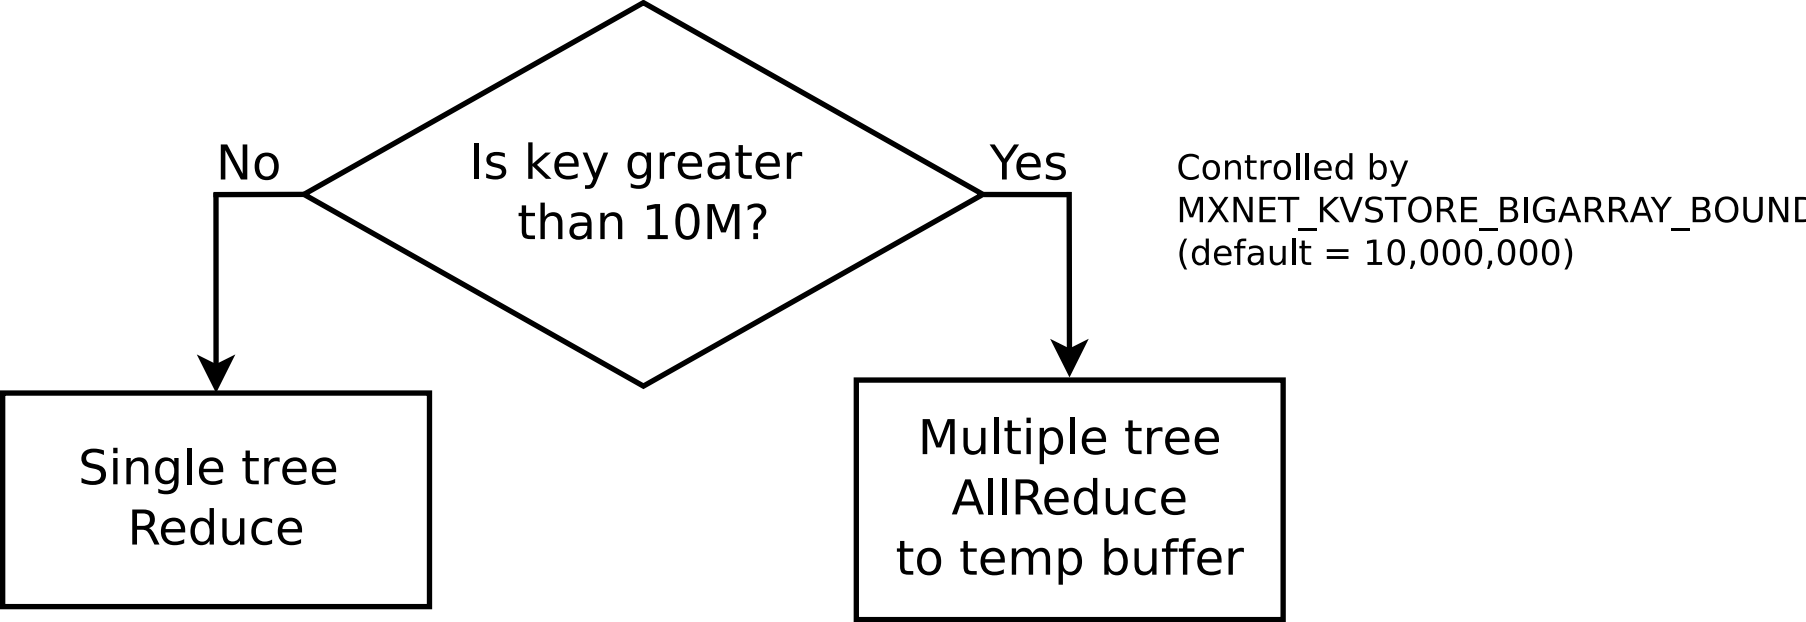 No
Is key greater
than 10M?
Yes
Controlled by
MXNET_KVSTORE_BIGARRAY_BOUND
(default = 10,000,000)
Single tree
Reduce
Multiple tree
AllReduce
to temp buffer